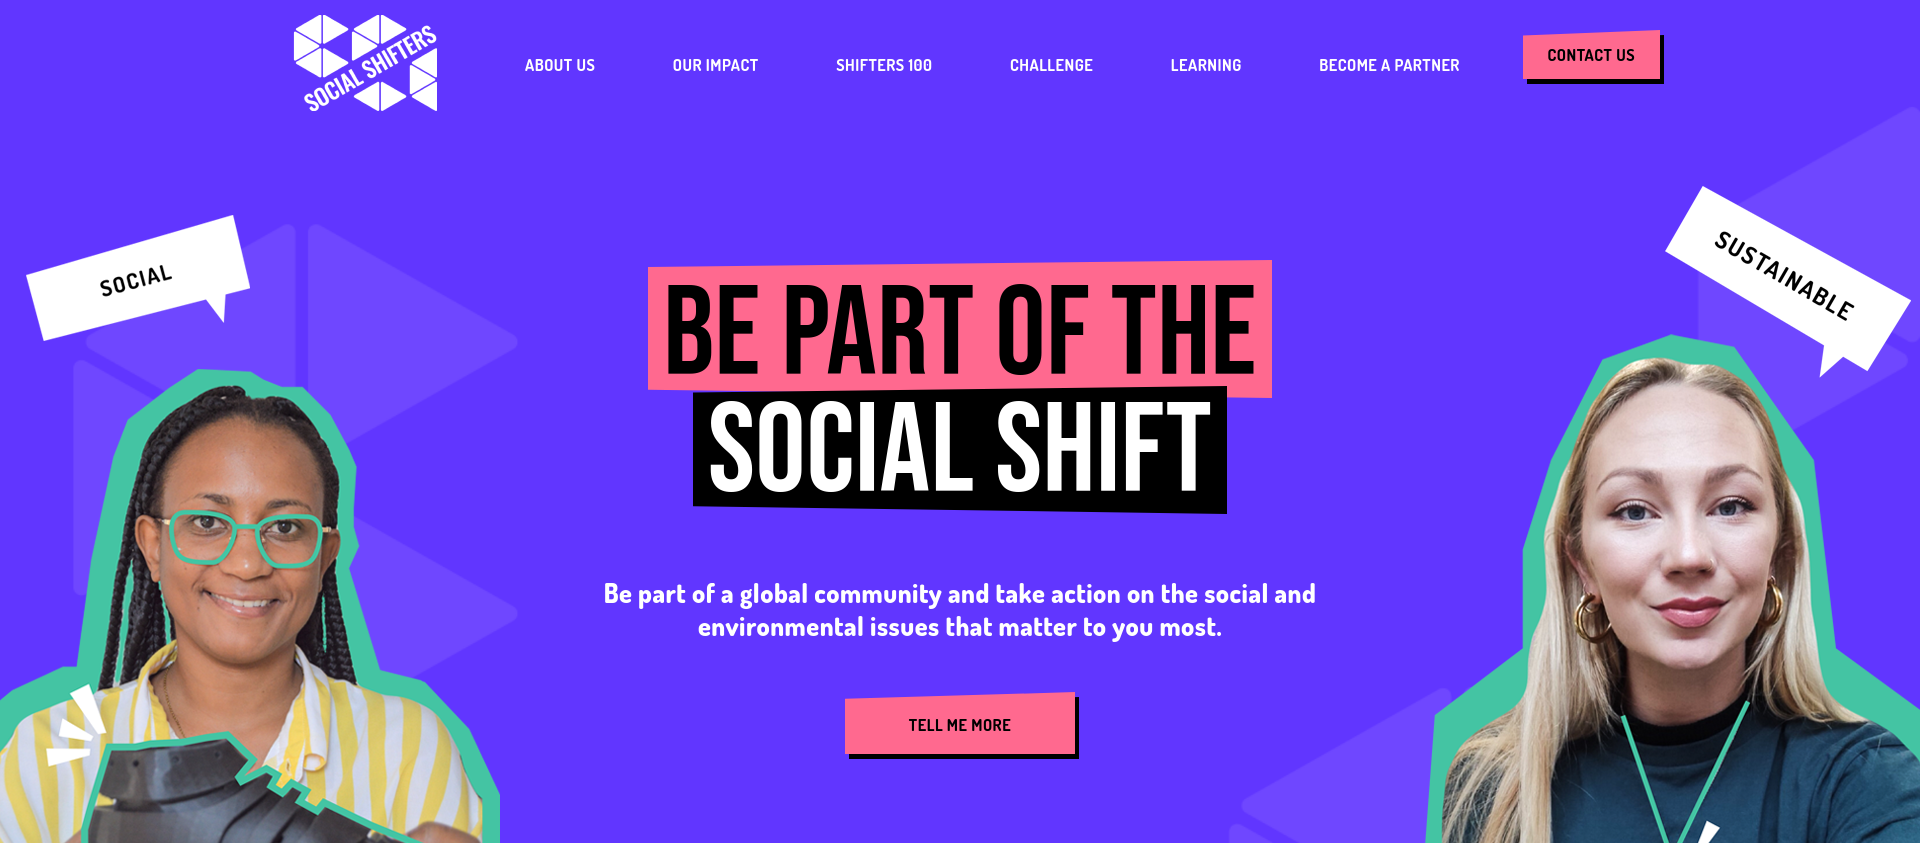 SOCIAL SHIFTERS
ABOUT US
OUR IMPACT
SHIFTERS 100
CHALLENGE
LEARNING
BECOME A PARTNER
CONTACT US
SOCIAL
SUSTAINABLE
BE PART OF THE
SOCIAL SHIFT
Be part of a global community and take action on the social and
environmental issues that matter to you most.
TELL ME MORE